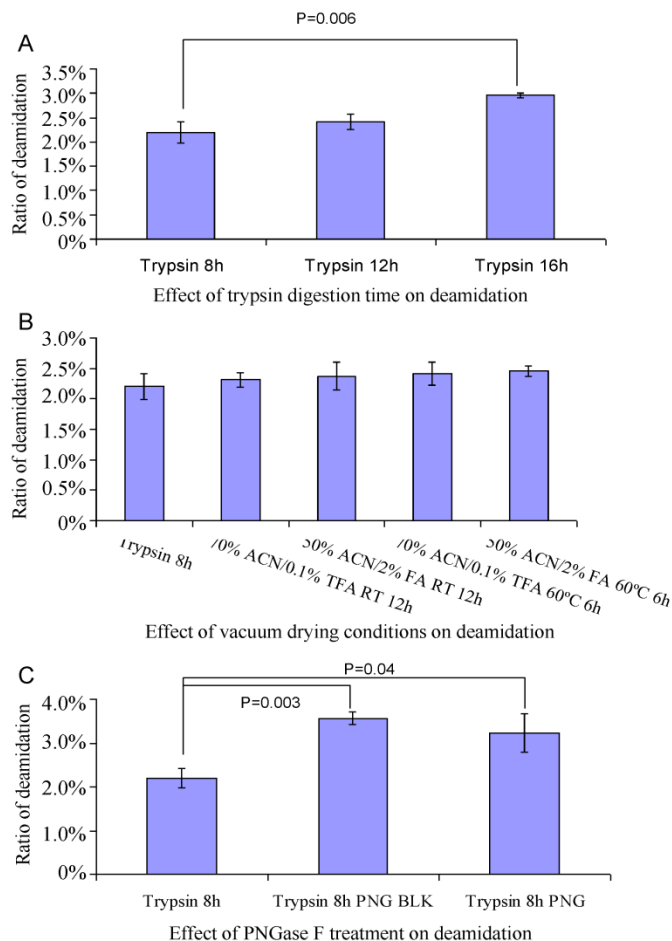 A
P=0.006
Ratio of deamidation
3.5%
3.0%
2.5%
2.0%
1.5%
1.0%
0.5%
0%
Trypsin 8h
Trypsin 12h
Trypsin 16h
Effect of trypsin digestion time on deamidation
B
Ratio of deamidation
3.0%
2.5%
2.0%
1.5%
1.0%
0.5%
0%
Trypsin 8h
70% ACN/0.1% TFA RT 12h
ACN/2% FA RT 12h
70% ACN/0.1% TFA 60ºC 6h
ACN/2% FA 60ºC 6h
Effect of vacuum drying conditions on deamidation
C
P=0.04
P=0.003
Ratio of deamidation
4.0%
3.0%
2.0%
1.0%
0%
Trypsin 8h
Trypsin 8h PNG BLK
Trypsin 8h PNG
Effect of PNGase F treatment on deamidation